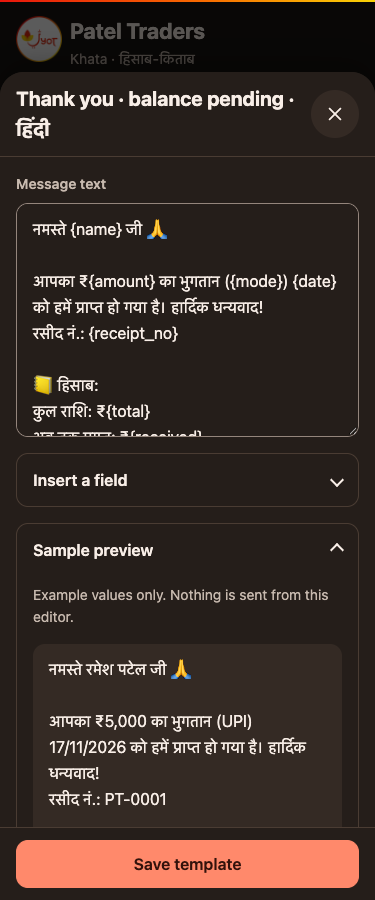 Jyot
Patel Traders
Khata · हिसाब-किताब
Thank you · balance pending ·
हिंदी
Message text
नमस्ते {name} जी 🙏
आपका ₹{amount} का भुगतान ({mode}) {date}
को हमें प्राप्त हो गया है। हार्दिक धन्यवाद!
रसीद नं.: {receipt_no}
📒 हिसाब:
कुल राशि: ₹{total}
Insert a field
Sample preview
Example values only. Nothing is sent from this
editor.
नमस्ते रमेश पटेल जी 🙏
आपका ₹5,000 का भुगतान (UPI)
17/11/2026 को हमें प्राप्त हो गया है। हार्दिक
धन्यवाद!
रसीद नं.: PT-0001
Save template